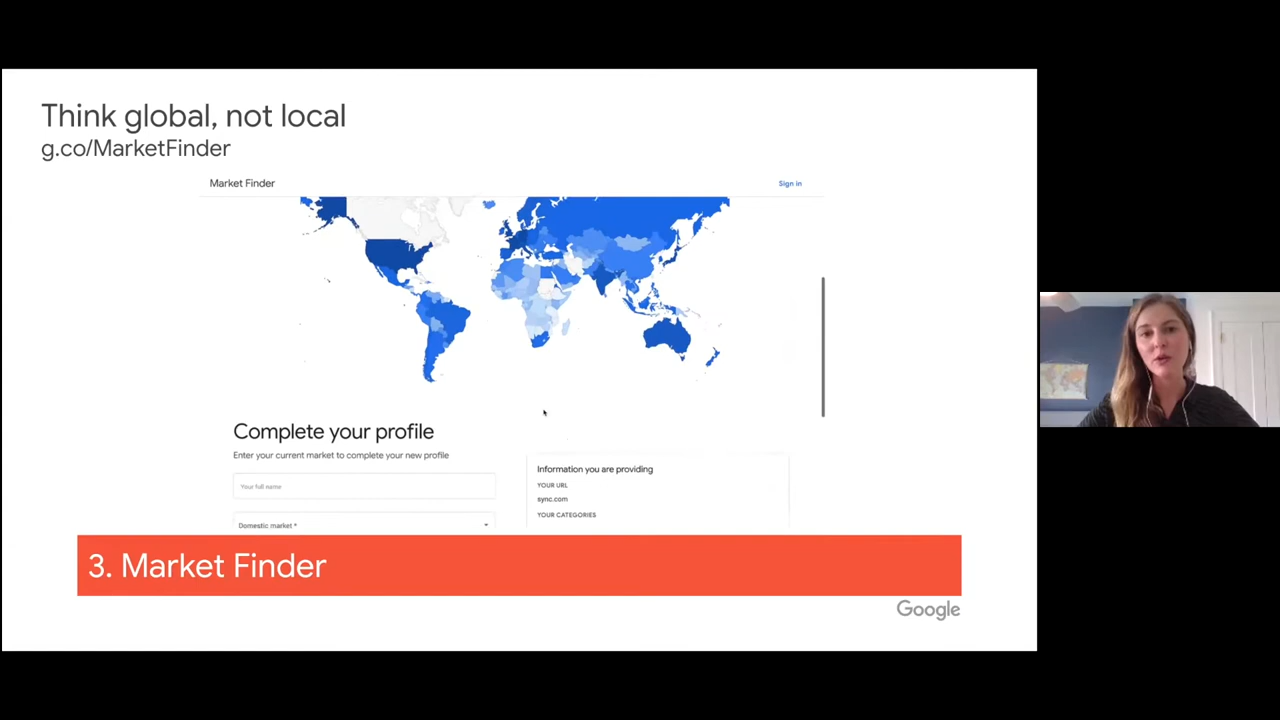 Think global, not local
g.co/MarketFinder
Market Finder
Sign in
Complete your profile
Enter your current market to complete your new profile
Your full name
Domestic market *
Information you are providing
YOUR URL
sync.com
YOUR CATEGORIES
3. Market Finder
Google